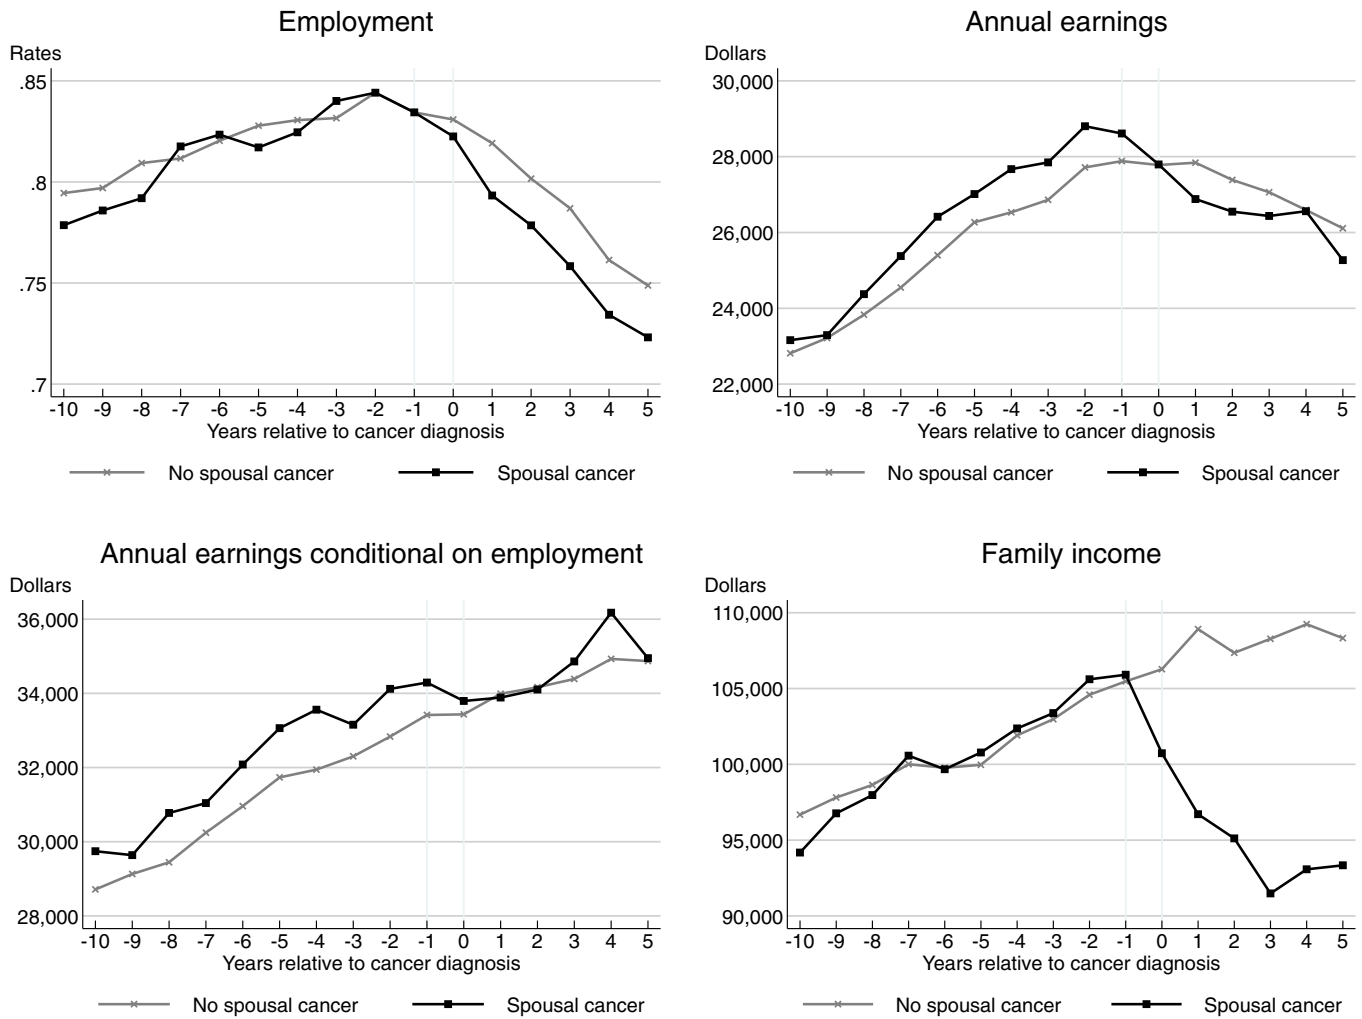 Employment
Rates
.85
.8
.75
.7
-10 -9 -8 -7 -6 -5 -4 -3 -2 -1 0 1 2 3 4 5
Years relative to cancer diagnosis
No spousal cancer Spousal cancer
Annual earnings
Dollars
30,000
28,000
26,000
24,000
22,000
-10 -9 -8 -7 -6 -5 -4 -3 -2 -1 0 1 2 3 4 5
Years relative to cancer diagnosis
No spousal cancer Spousal cancer
Annual earnings conditional on employment
Dollars
36,000
34,000
32,000
30,000
28,000
-10 -9 -8 -7 -6 -5 -4 -3 -2 -1 0 1 2 3 4 5
Years relative to cancer diagnosis
No spousal cancer Spousal cancer
Family income
Dollars
110,000
105,000
100,000
95,000
90,000
-10 -9 -8 -7 -6 -5 -4 -3 -2 -1 0 1 2 3 4 5
Years relative to cancer diagnosis
No spousal cancer Spousal cancer